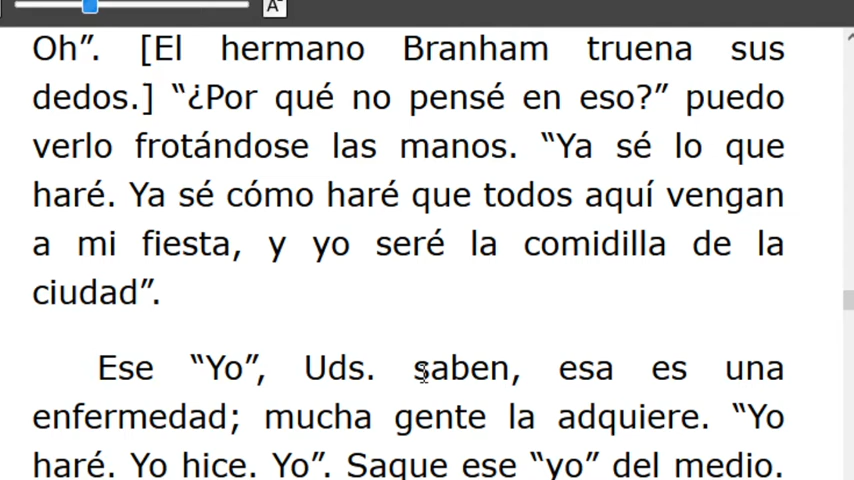 A
Oh”. [El hermano Branham truena sus
dedos.] “¿Por qué no pensé en eso?” puedo
verlo frotándose las manos. “Ya sé lo que
haré. Ya sé cómo haré que todos aquí vengan
a mi fiesta, y yo seré la comidilla de la
ciudad”.
Ese “Yo”, Uds. saben, esa es una
enfermedad; mucha gente la adquiere. “Yo
haré. Yo hice. Yo”. Saque ese “yo” del medio.